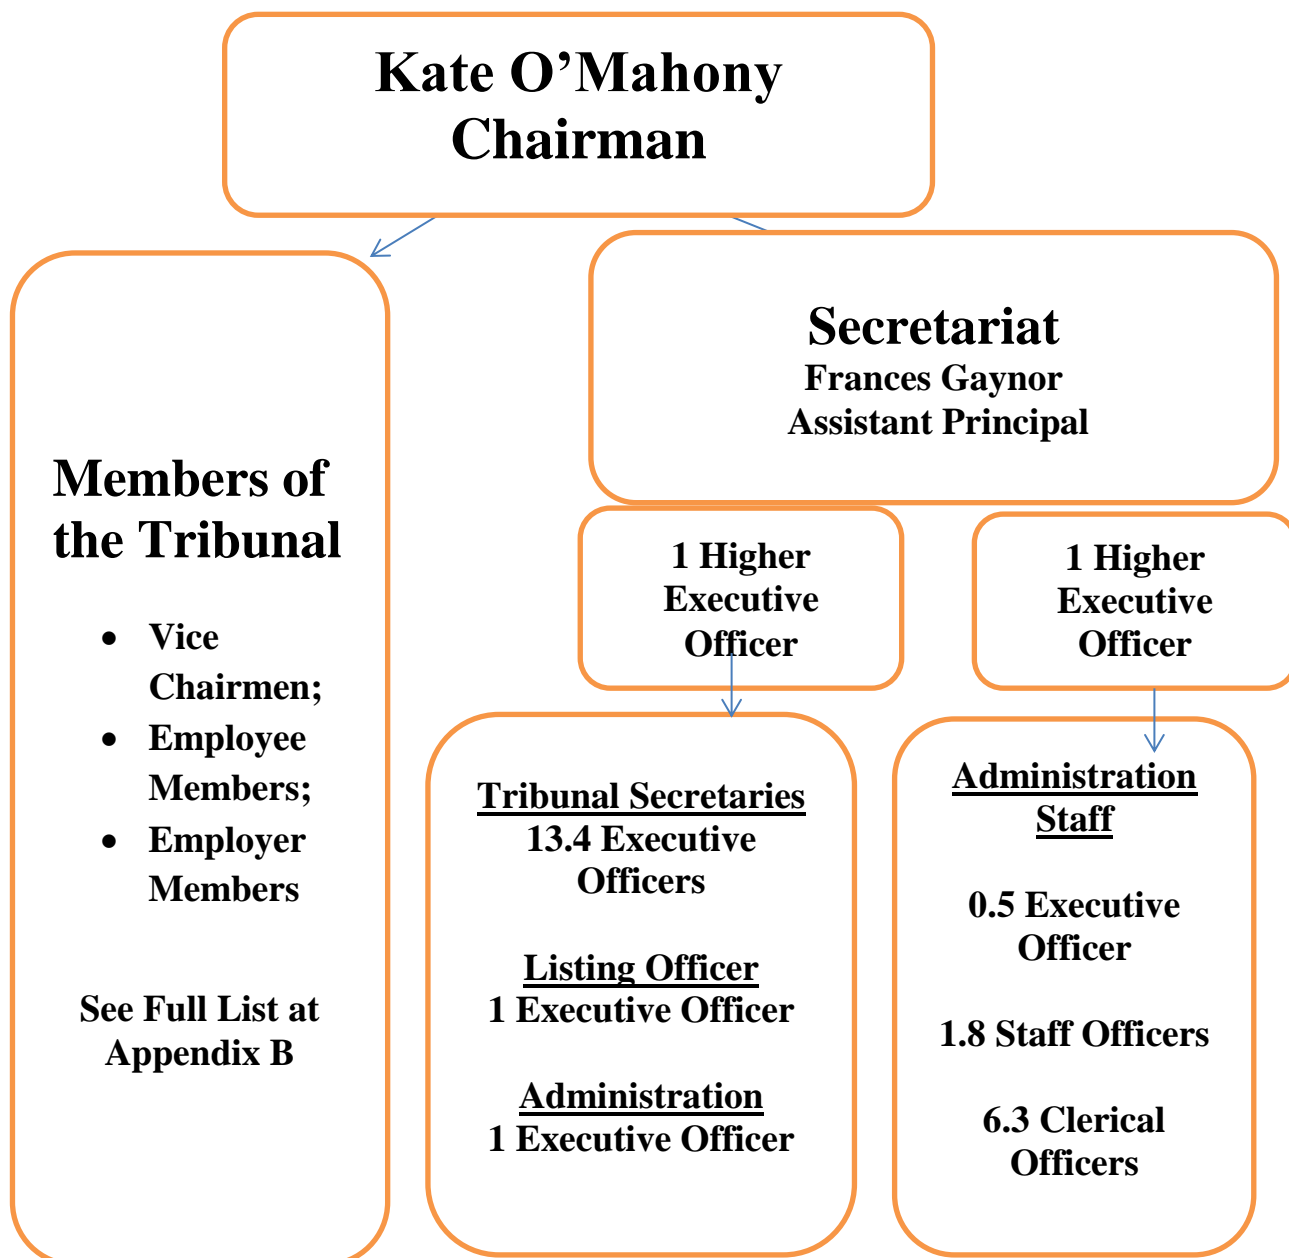 Kate O’Mahony
Chairman
Secretariat
Frances Gaynor
Assistant Principal
Members of
the Tribunal
• Vice
Chairmen;
• Employee
Members;
• Employer
Members
See Full List at
Appendix B
1 Higher
Executive
Officer
1 Higher
Executive
Officer
Tribunal Secretaries
13.4 Executive
Officers
Listing Officer
1 Executive Officer
Administration
1 Executive Officer
Administration
Staff
0.5 Executive
Officer
1.8 Staff Officers
6.3 Clerical
Officers